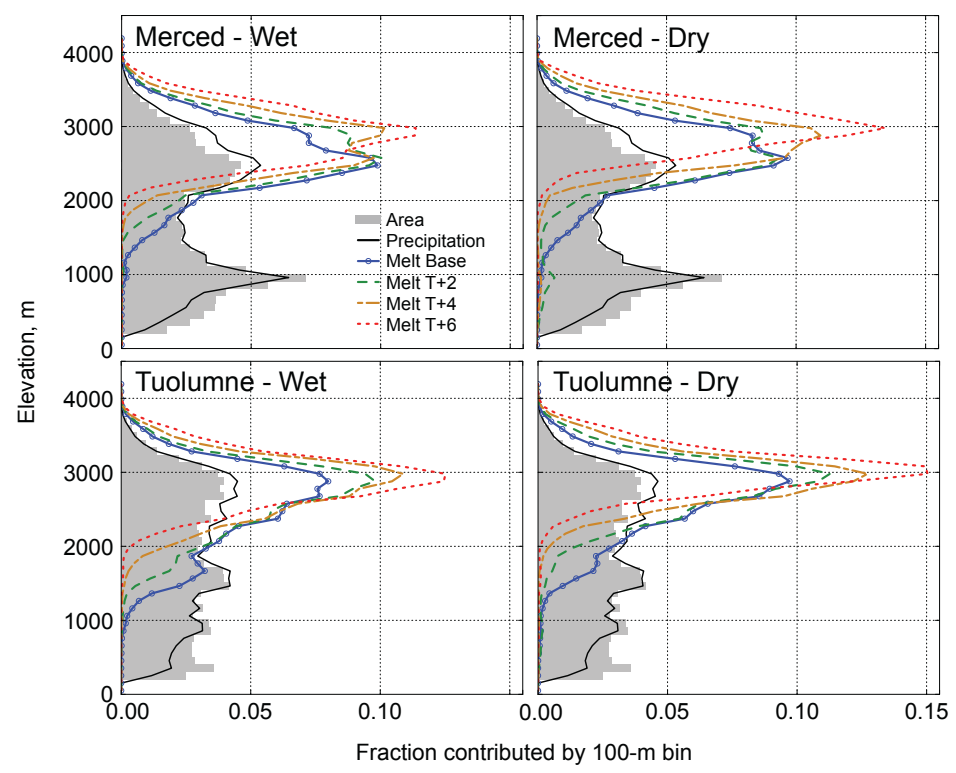 Merced - Wet
Merced - Dry
4000
3000
2000
1000
0
Area
Precipitation
Melt Base
Melt T+2
Melt T+4
Melt T+6
Elevation, m
Tuolumne - Wet
Tuolumne - Dry
4000
3000
2000
1000
0
0.00
0.05
0.10
0.00
0.05
0.10
0.15
Fraction contributed by 100-m bin